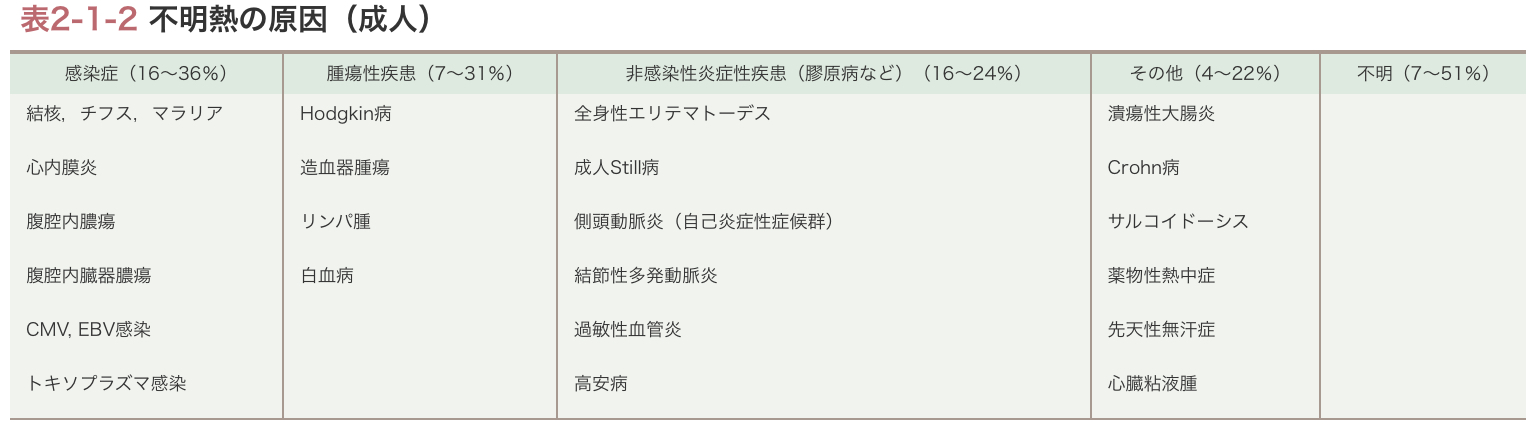 表2-1-2 不明熱の原因（成人）
感染症（16～36%） 腫瘍性疾患（7～31%） 非感染性炎症性疾患（膠原病など）（16～24%） その他（4～22%） 不明（7～51%）
結核，チフス，マラリア Hodgkin病 全身性エリテマトーデス 潰瘍性大腸炎
心内膜炎 造血器腫瘍 成人Still病 Crohn病
腹腔内膿瘍 リンパ腫 側頭動脈炎（自己炎症性症候群） サルコイドーシス
腹腔内臓器膿瘍 白血病 結節性多発動脈炎 薬物性熱中症
CMV, EBV感染 過敏性血管炎 先天性無汗症
トキソプラズマ感染 高安病 心臓粘液腫